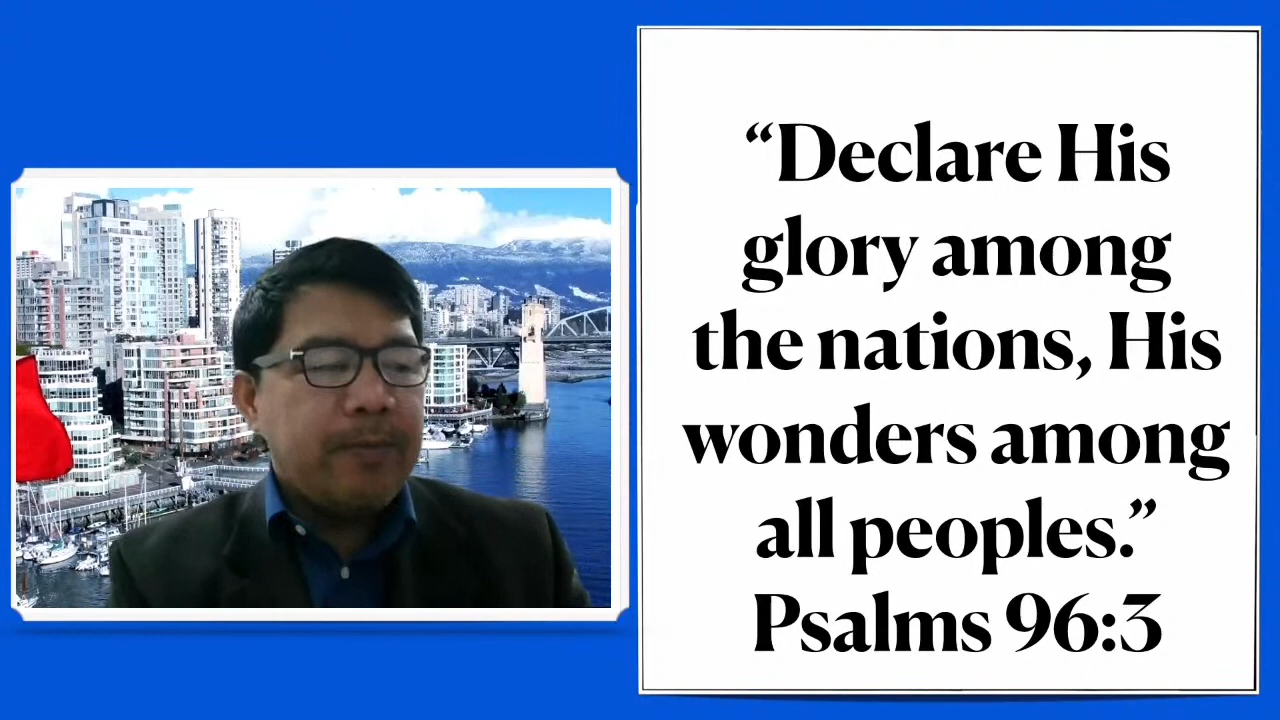 “Declare His
glory among
the nations, His
wonders among
all peoples.”
Psalms 96:3